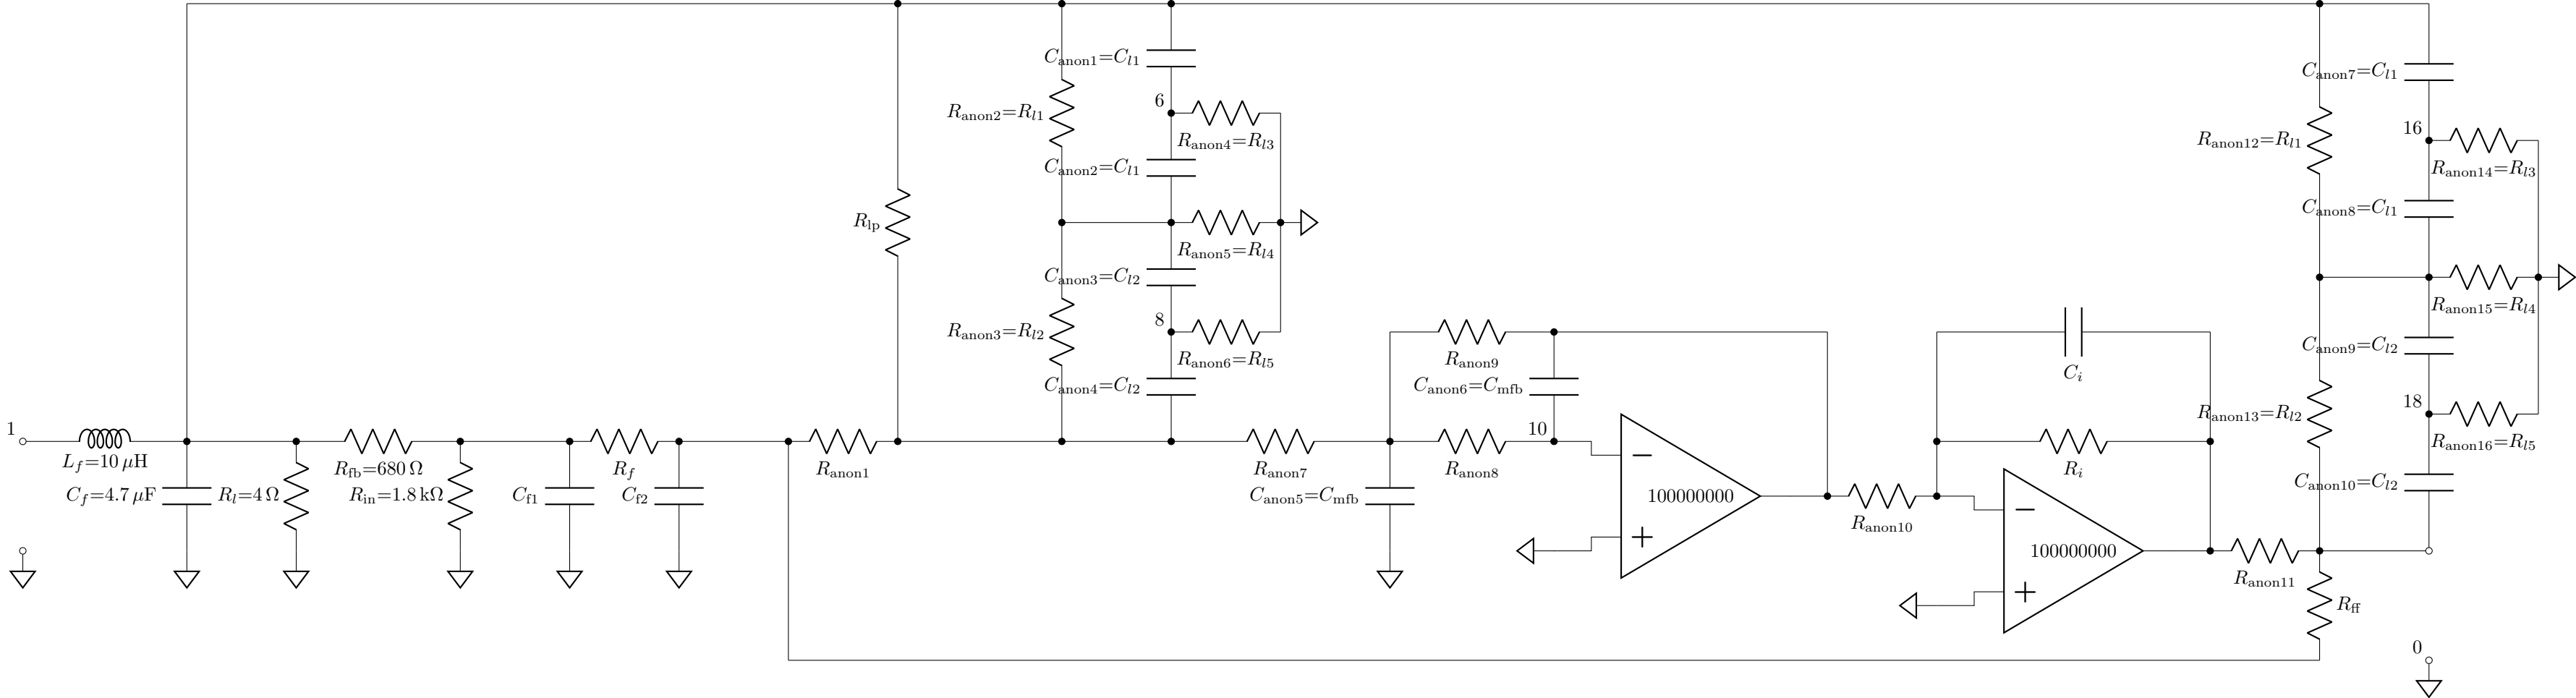 C_anon1=C_l1
C_anon7=C_l1
6
R_anon2=R_l1
R_anon4=R_l3
16
R_anon12=R_l1
C_anon2=C_l1
R_anon14=R_l3
C_anon8=C_l1
R_lp
R_anon5=R_l4
C_anon3=C_l2
R_anon15=R_l4
8
R_anon3=R_l2
C_anon9=C_l2
R_anon9
R_anon6=R_l5
C_i
C_anon4=C_l2
C_anon6=C_mfb
18
R_anon13=R_l2
1
10
R_anon16=R_l5
L_f=10 μH
R_fb=680 Ω
R_f
R_anon1
R_anon7
R_anon8
−
R_i
C_anon10=C_l2
C_f=4.7 μF
R_l=4 Ω
R_in=1.8 kΩ
C_f1
C_f2
C_anon5=C_mfb
100000000
−
R_anon10
+
100000000
R_anon11
+
R_ff
0